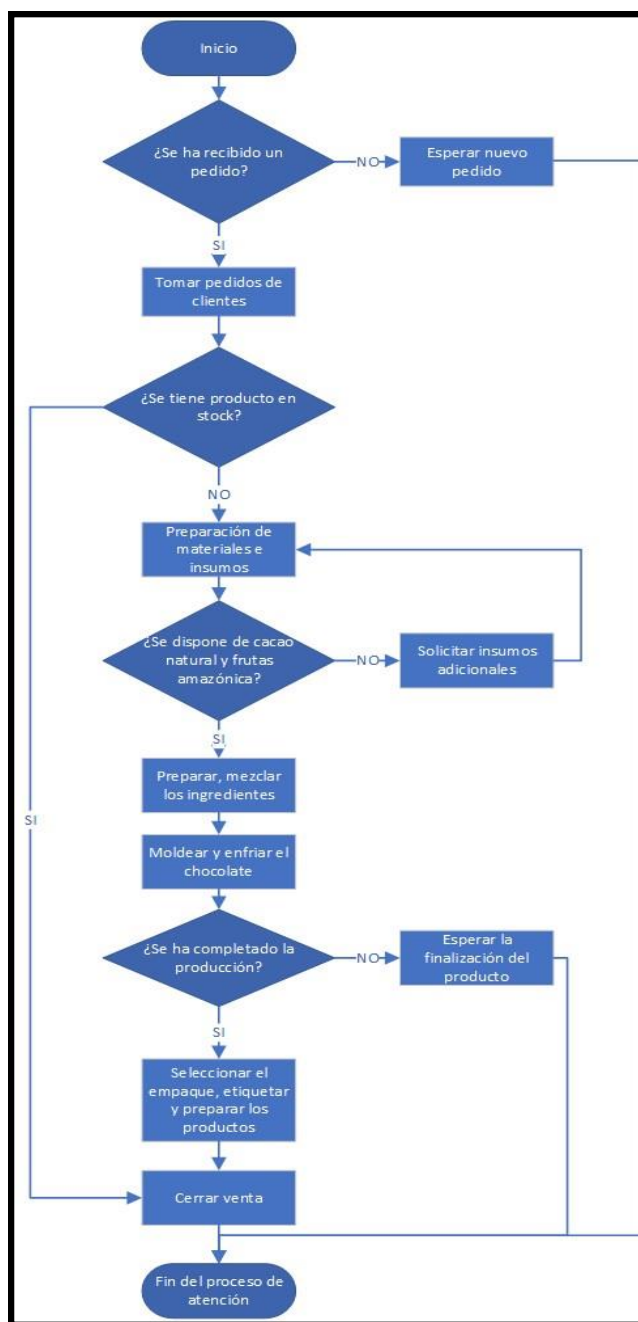 Inicio
¿Se ha recibido un
pedido?
NO
Esperar nuevo
pedido
SI
Tomar pedidos de
clientes
¿Se tiene producto en
stock?
NO
Preparación de
materiales e
insumos
¿Se dispone de cacao
natural y frutas
amazónica?
NO
Solicitar insumos
adicionales
SI
Preparar, mezclar
los ingredientes
SI
Moldear y enfriar el
chocolate
¿Se ha completado la
producción?
NO
Esperar la
finalización del
producto
SI
Seleccionar el
empaque, etiquetar
y preparar los
productos
Cerrar venta
Fin del proceso de
atención